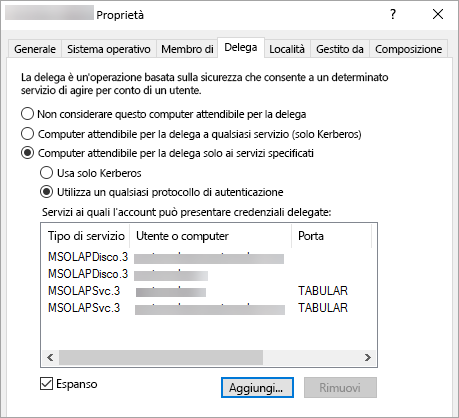 Proprietà
Generale Sistema operativo Membro di Delega Località Gestito da Composizione
La delega è un'operazione basata sulla sicurezza che consente a un determinato
servizio di agire per conto di un utente.
Non considerare questo computer attendibile per la delega
Computer attendibile per la delega a qualsiasi servizio (solo Kerberos)
Computer attendibile per la delega solo ai servizi specificati
Usa solo Kerberos
Utilizza un qualsiasi protocollo di autenticazione
Servizi ai quali l'account può presentare credenziali delegate:
Tipo di servizio Utente o computer Porta
MSOLAPDisco.3
MSOLAPDisco.3
MSOLAPSvc.3 TABULAR
MSOLAPSvc.3 TABULAR
Espanso Aggiungi... Rimuovi